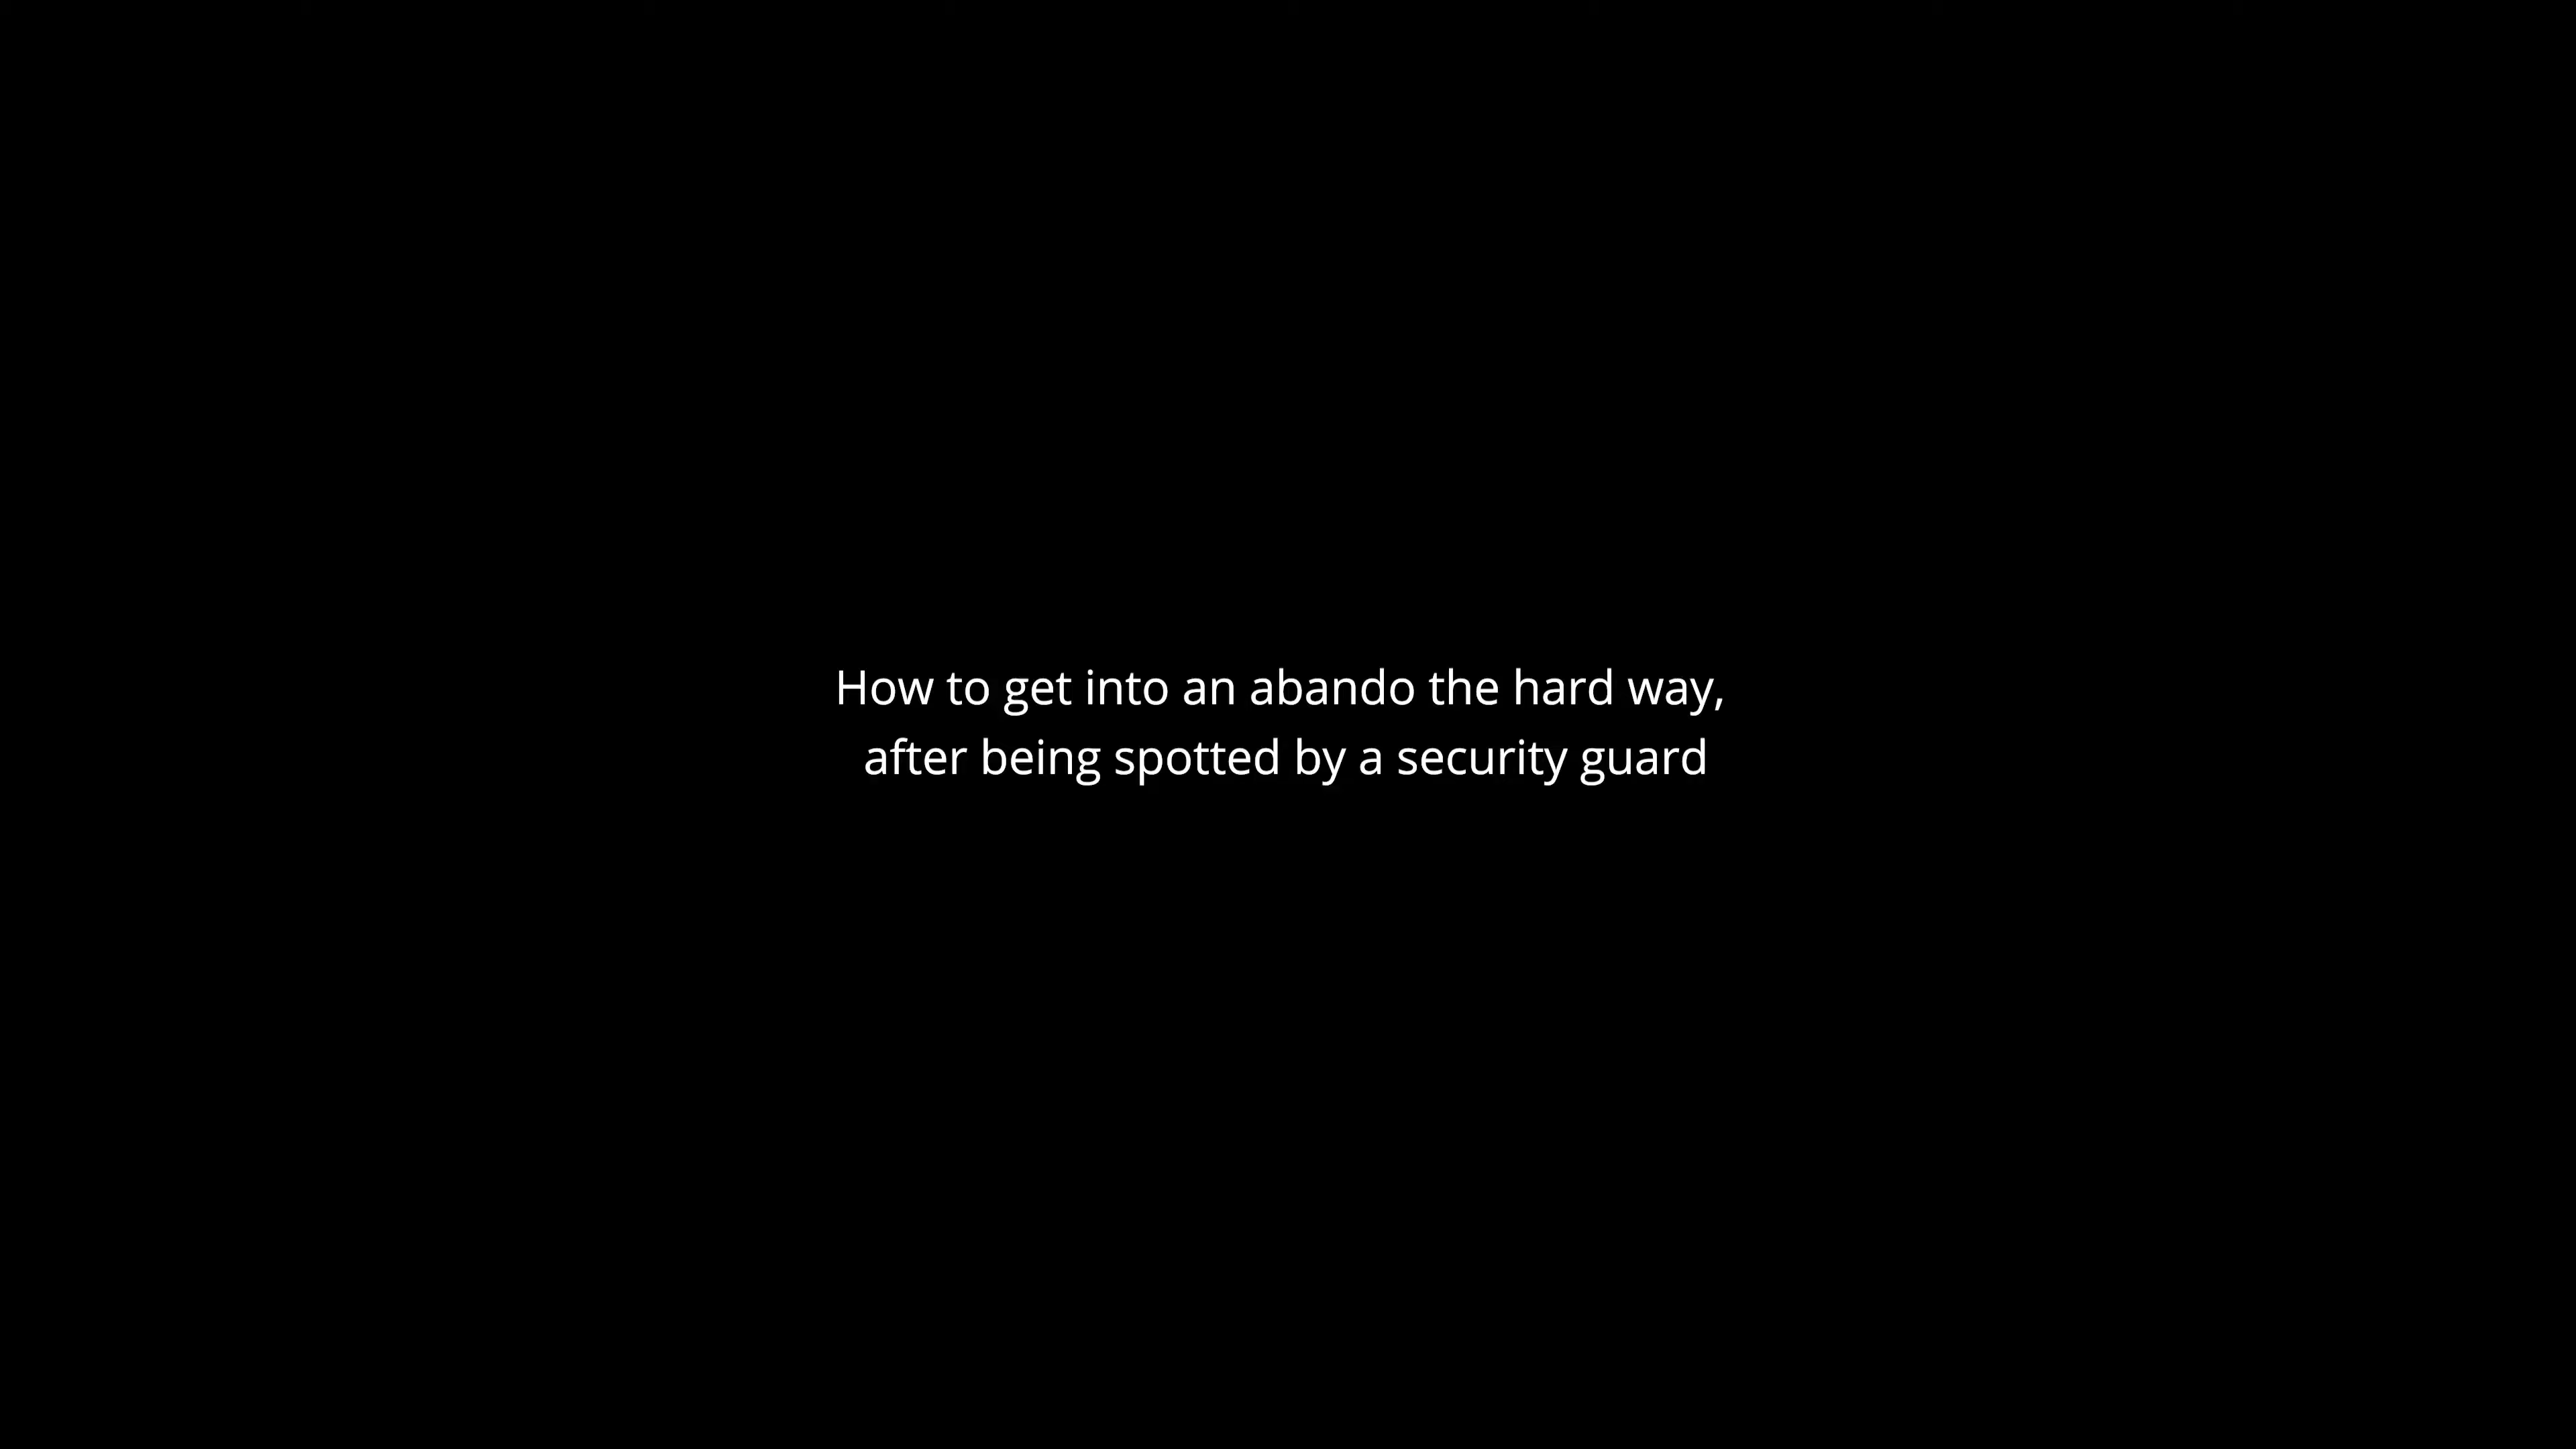 How to get into an abando the hard way,
after being spotted by a security guard